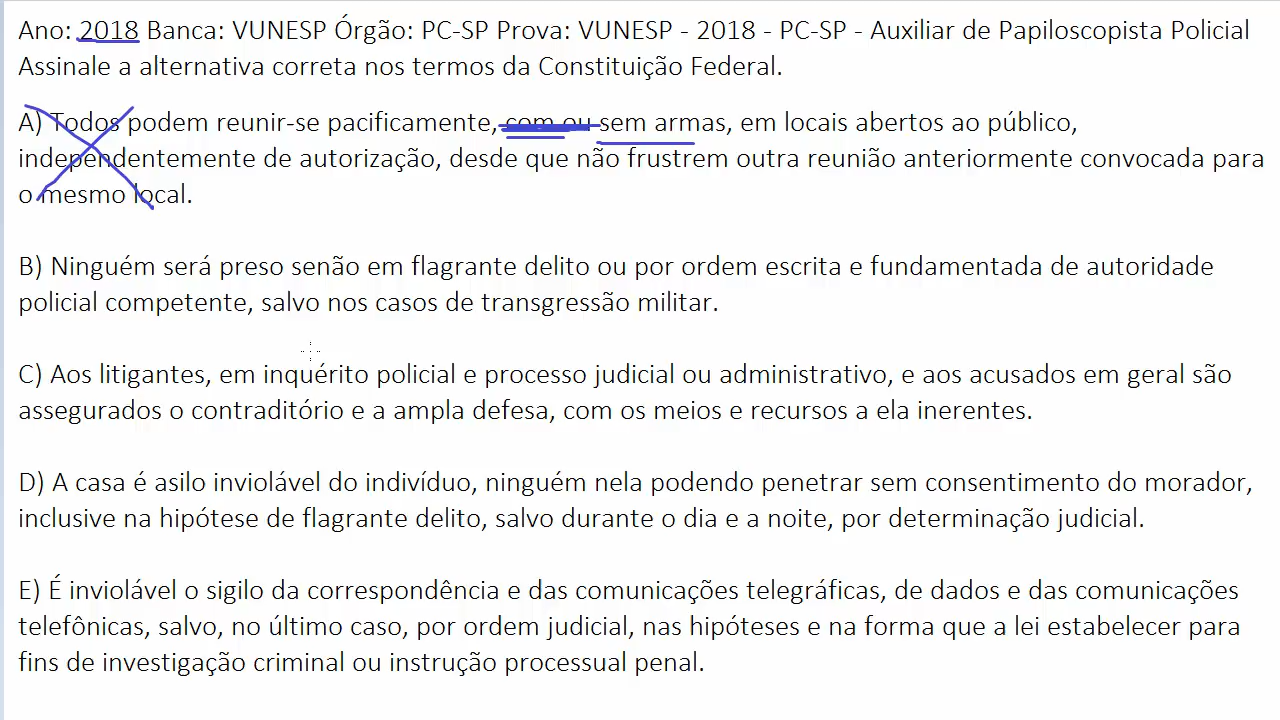 Ano: 2018 Banca: VUNESP Órgão: PC-SP Prova: VUNESP - 2018 - PC-SP - Auxiliar de Papiloscopista Policial
Assinale a alternativa correta nos termos da Constituição Federal.
A) Todos podem reunir-se pacificamente, com ou sem armas, em locais abertos ao público,
independentemente de autorização, desde que não frustrem outra reunião anteriormente convocada para
o mesmo local.
B) Ninguém será preso senão em flagrante delito ou por ordem escrita e fundamentada de autoridade
policial competente, salvo nos casos de transgressão militar.
C) Aos litigantes, em inquérito policial e processo judicial ou administrativo, e aos acusados em geral são
assegurados o contraditório e a ampla defesa, com os meios e recursos a ela inerentes.
D) A casa é asilo inviolável do indivíduo, ninguém nela podendo penetrar sem consentimento do morador,
inclusive na hipótese de flagrante delito, salvo durante o dia e a noite, por determinação judicial.
E) É inviolável o sigilo da correspondência e das comunicações telegráficas, de dados e das comunicações
telefônicas, salvo, no último caso, por ordem judicial, nas hipóteses e na forma que a lei estabelecer para
fins de investigação criminal ou instrução processual penal.